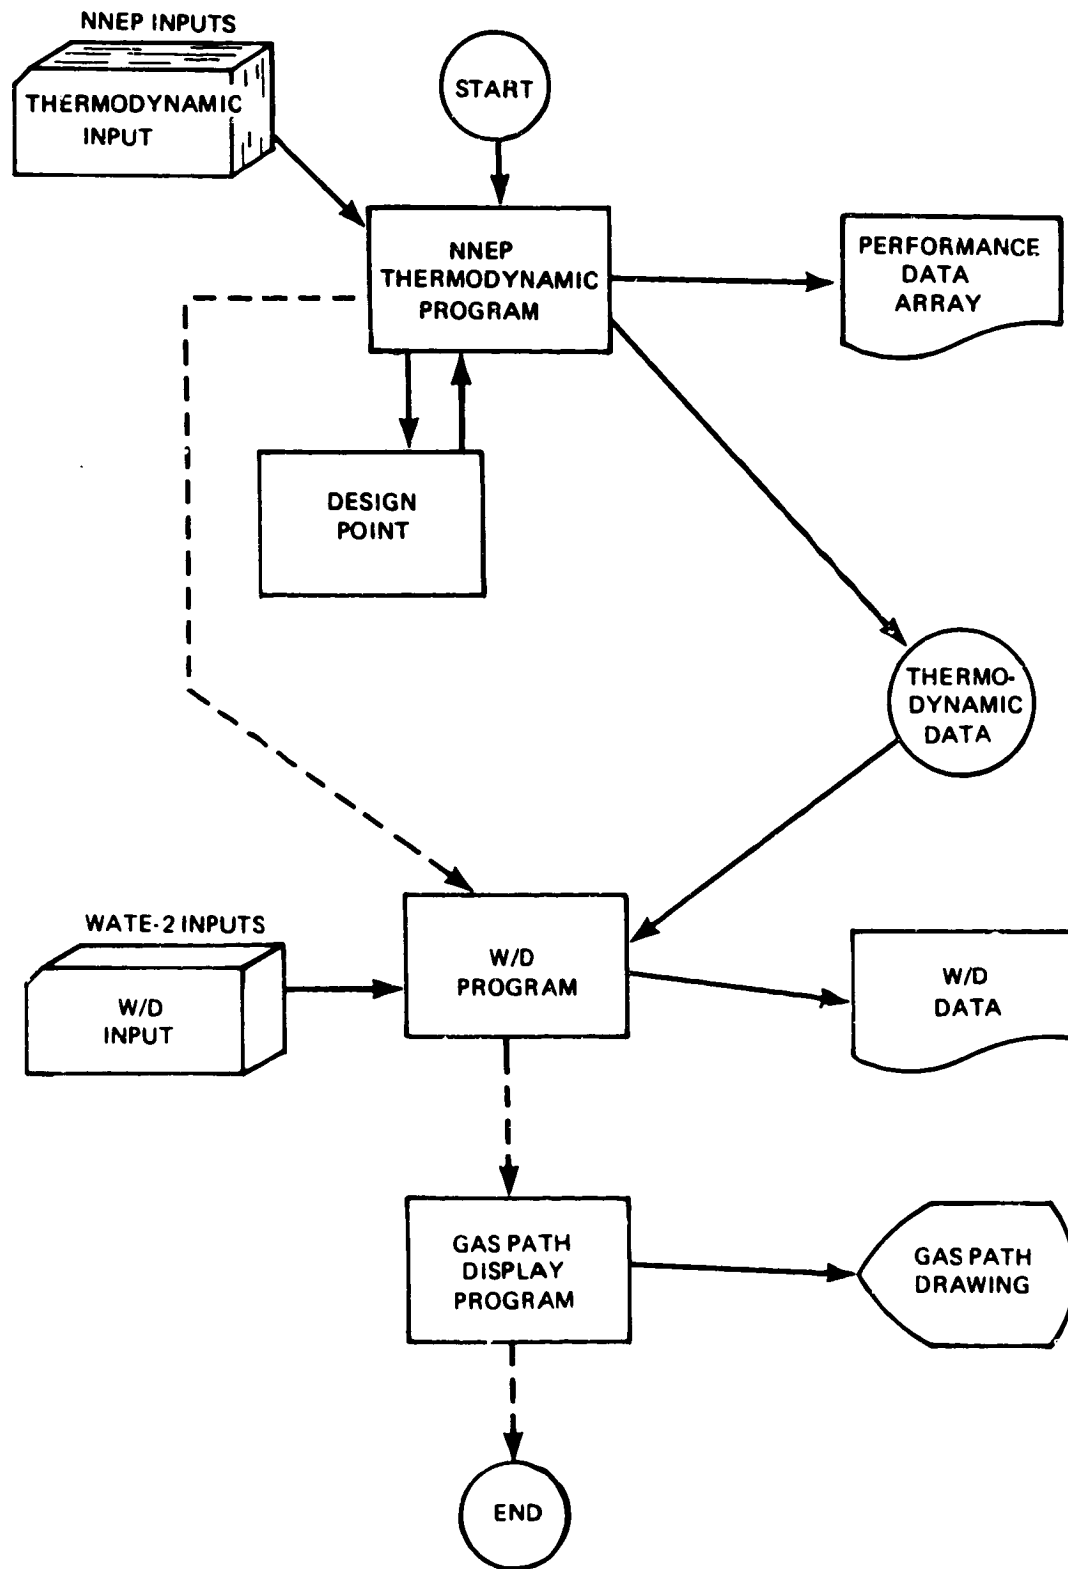 NNEP INPUTS
THERMODYNAMIC
INPUT
START
NNEP
THERMODYNAMIC
PROGRAM
PERFORMANCE
DATA
ARRAY
DESIGN
POINT
THERMO-
DYNAMIC
DATA
WATE-2 INPUTS
W/D
INPUT
W/D
PROGRAM
W/D
DATA
GAS PATH
DISPLAY
PROGRAM
GAS PATH
DRAWING
END